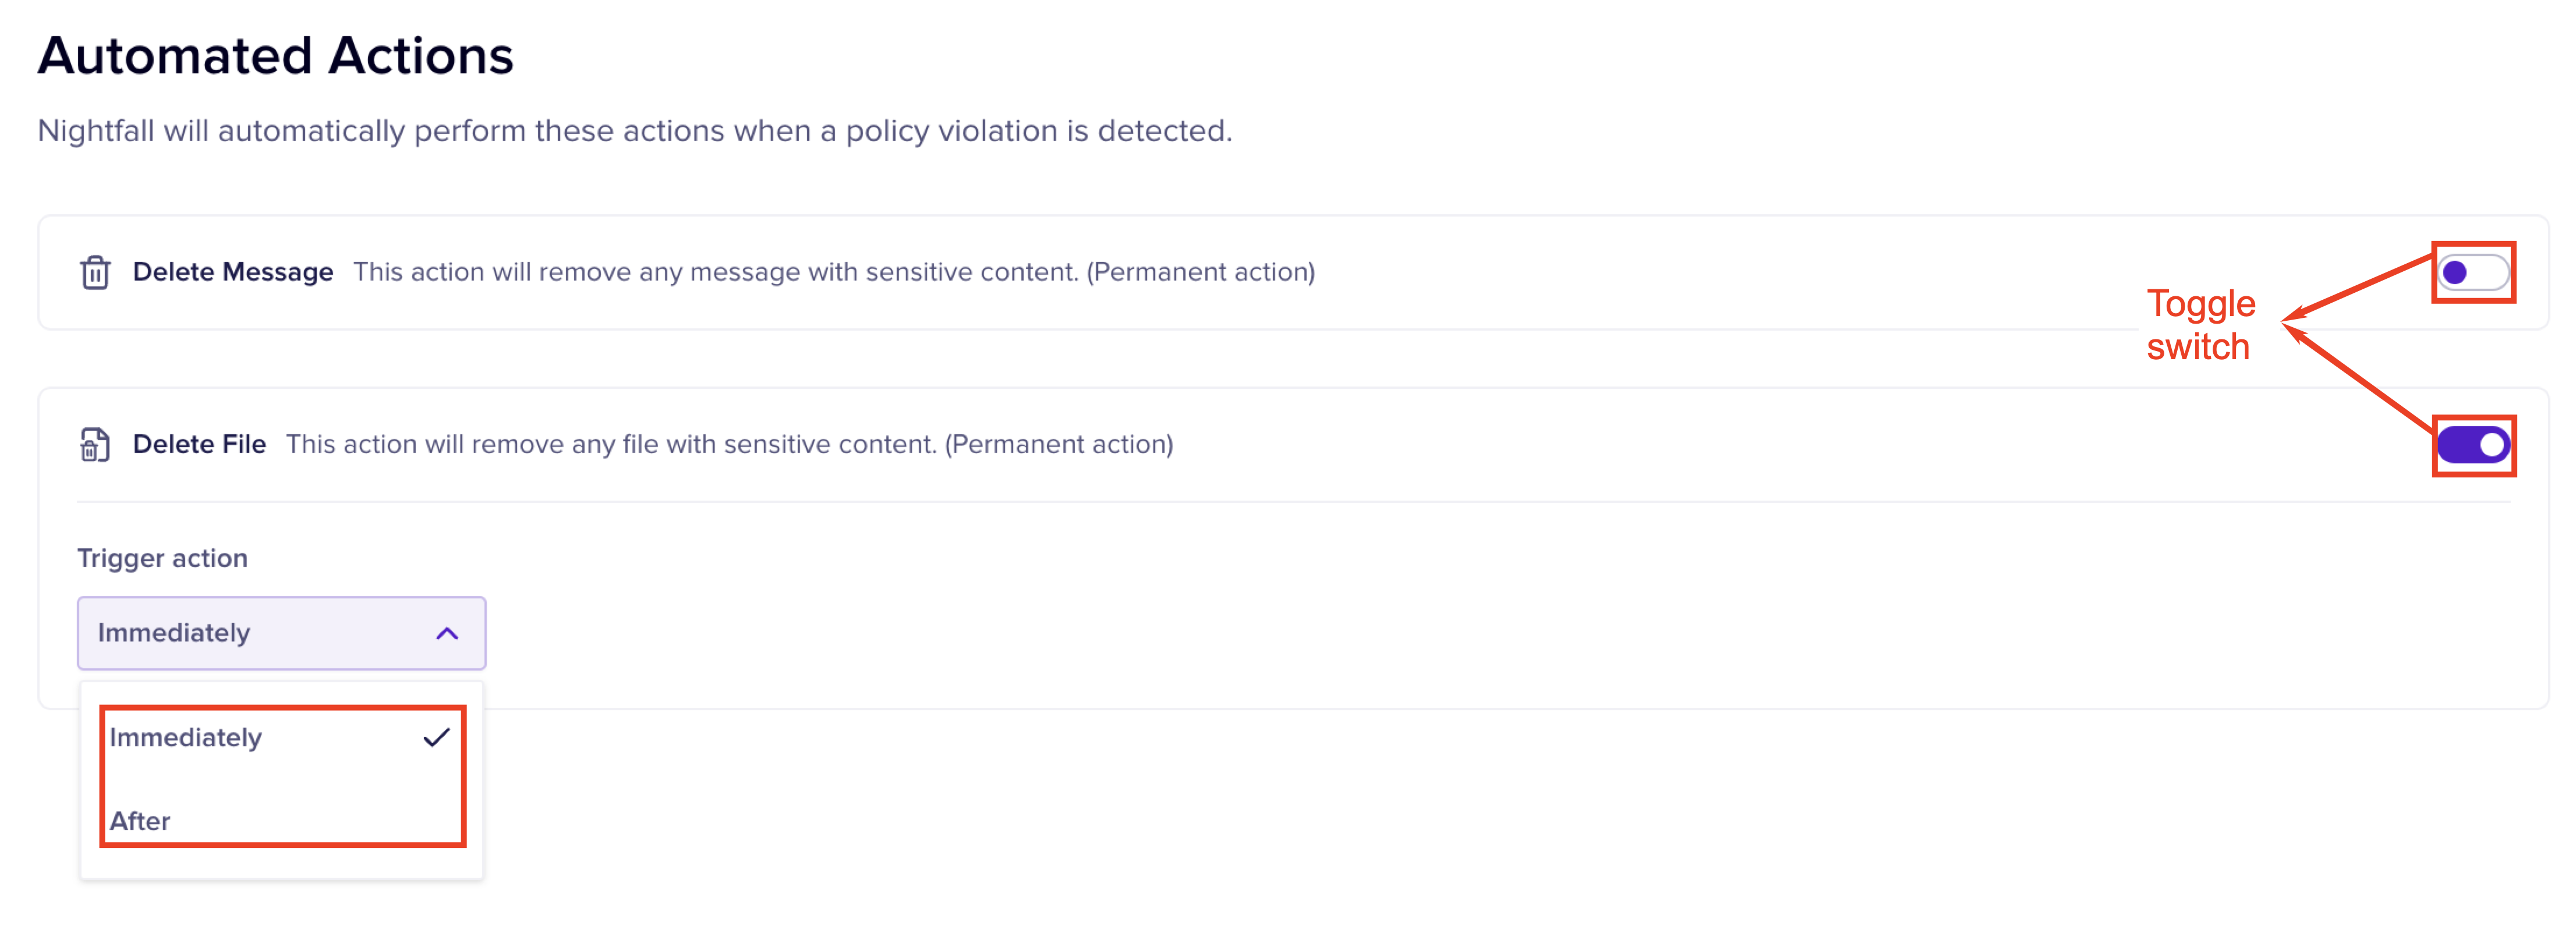 Automated Actions
Nightfall will automatically perform these actions when a policy violation is detected.
Delete Message This action will remove any message with sensitive content. (Permanent action)
Toggle
switch
Delete File This action will remove any file with sensitive content. (Permanent action)
Trigger action
Immediately
Immediately
After